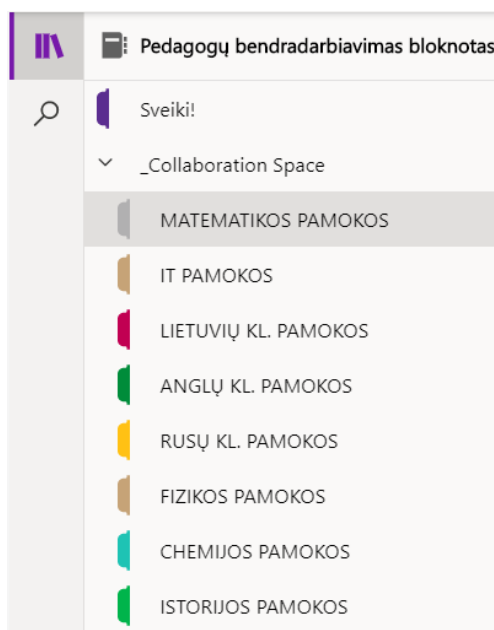 Pedagogų bendradarbiavimas bloknotas
Sveiki!
_Collaboration Space
MATEMATIKOS PAMOKOS
IT PAMOKOS
LIETUVIŲ KL. PAMOKOS
ANGLŲ KL. PAMOKOS
RUSŲ KL. PAMOKOS
FIZIKOS PAMOKOS
CHEMIJOS PAMOKOS
ISTORIJOS PAMOKOS